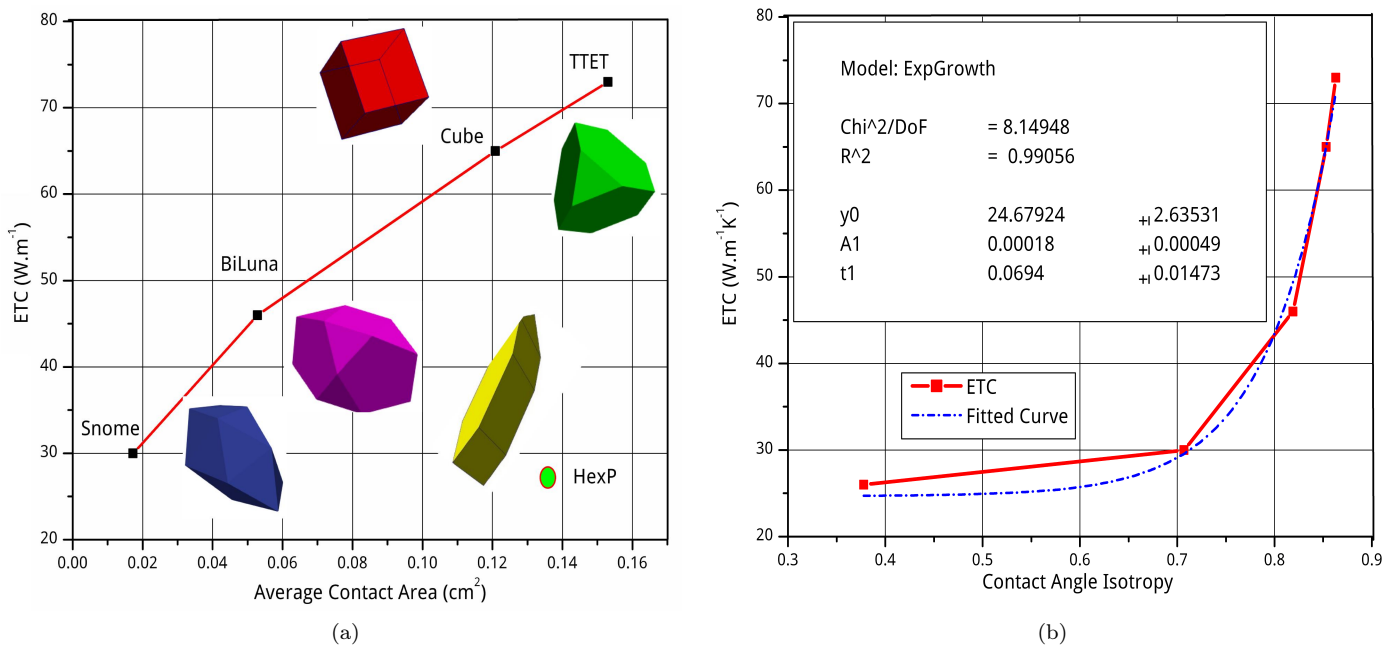 80
70
60
50
40
30
20
0.00
0.02
0.04
0.06
0.08
0.10
0.12
0.14
0.16
ETC (W.m⁻¹)
Average Contact Area (cm²)
TTET
Cube
BiLuna
Snome
HexP
(a)
80
70
60
50
40
30
20
0.3
0.4
0.5
0.6
0.7
0.8
0.9
ETC (W.m⁻¹K⁻¹)
Contact Angle Isotropy
Model: ExpGrowth
Chi^2/DoF = 8.14948
R^2 = 0.99056
y0 24.67924 ±2.63531
A1 0.00018 ±0.00049
t1 0.0694 ±0.01473
ETC
Fitted Curve
(b)